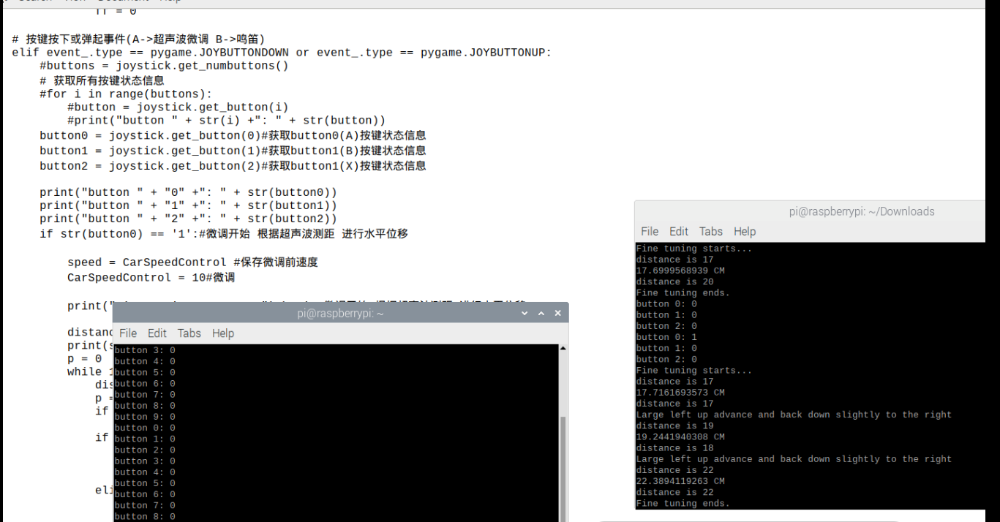 Search View Document Help
ff = 0
# 按键按下或弹起事件(A->超声波微调 B->鸣笛)
elif event_.type == pygame.JOYBUTTONDOWN or event_.type == pygame.JOYBUTTONUP:
#buttons = joystick.get_numbuttons()
# 获取所有按键状态信息
#for i in range(buttons):
#button = joystick.get_button(i)
#print("button " + str(i) +": " + str(button))
button0 = joystick.get_button(0)#获取button0(A)按键状态信息
button1 = joystick.get_button(1)#获取button1(B)按键状态信息
button2 = joystick.get_button(2)#获取button1(X)按键状态信息
print("button " + "0" +": " + str(button0))
print("button " + "1" +": " + str(button1))
print("button " + "2" +": " + str(button2))
if str(button0) == '1':#微调开始 根据超声波测距 进行水平位移
speed = CarSpeedControl #保存微调前速度
CarSpeedControl = 10#微调
print("
distanc
print(s
p = 0
while 1
dis
p =
if
if
eli
pi@raspberrypi: ~
File Edit Tabs Help
button 3: 0
button 4: 0
button 5: 0
button 6: 0
button 7: 0
button 8: 0
button 9: 0
button 0: 0
button 1: 0
button 2: 0
button 3: 0
button 4: 0
button 5: 0
button 6: 0
button 7: 0
button 8: 0
pi@raspberrypi: ~/Downloads
File Edit Tabs Help
Fine tuning starts...
distance is 17
17.6999568939 CM
distance is 20
Fine tuning ends.
button 0: 0
button 1: 0
button 2: 0
button 0: 1
button 1: 0
button 2: 0
Fine tuning starts...
distance is 17
17.7161693573 CM
distance is 17
Large left up advance and back down slightly to the right
distance is 19
19.2441940308 CM
distance is 18
Large left up advance and back down slightly to the right
distance is 22
22.3894119263 CM
distance is 22
Fine tuning ends.